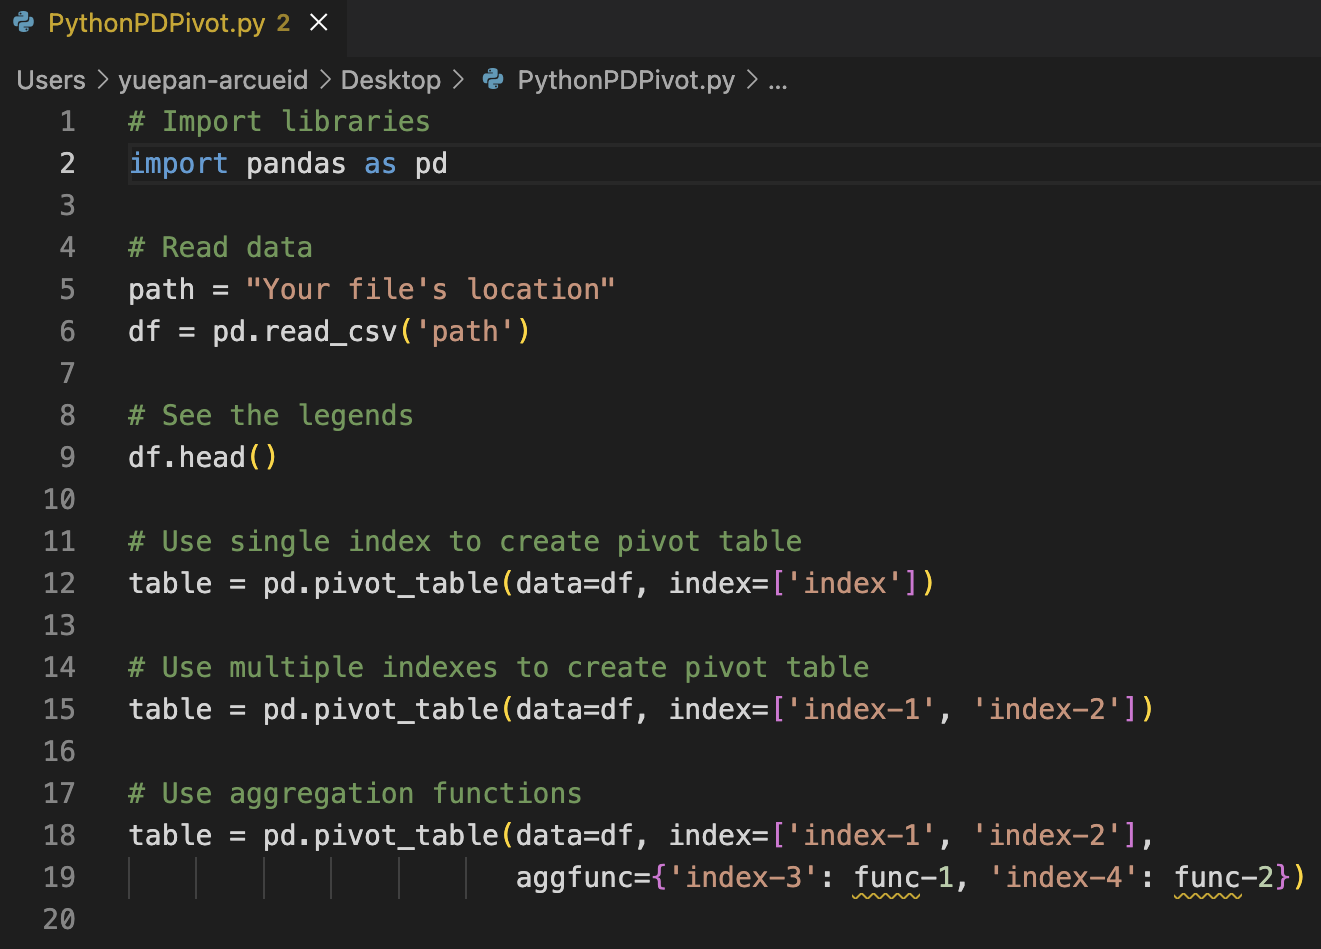 PythonPDPivot.py 2 ×
Users > yuepan-arcueid > Desktop > PythonPDPivot.py > ...
1 # Import libraries
2 import pandas as pd
3
4 # Read data
5 path = "Your file's location"
6 df = pd.read_csv('path')
7
8 # See the legends
9 df.head()
10
11 # Use single index to create pivot table
12 table = pd.pivot_table(data=df, index=['index'])
13
14 # Use multiple indexes to create pivot table
15 table = pd.pivot_table(data=df, index=['index-1', 'index-2'])
16
17 # Use aggregation functions
18 table = pd.pivot_table(data=df, index=['index-1', 'index-2'],
19                        aggfunc={'index-3': func-1, 'index-4': func-2})
20